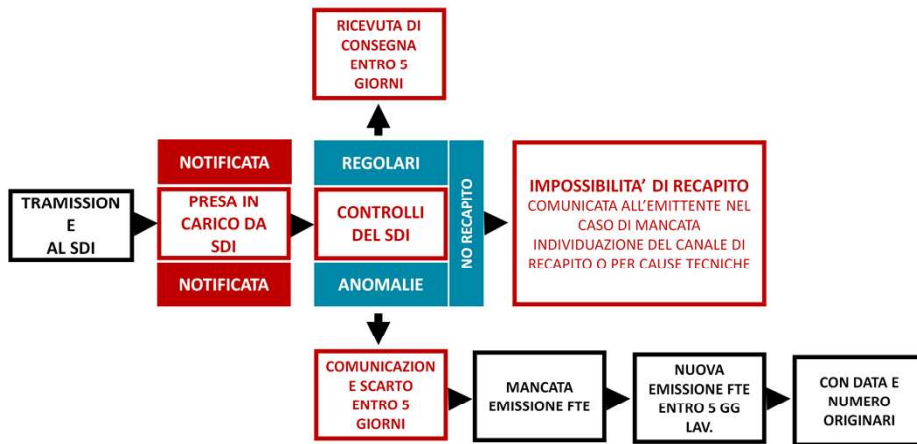 RICEVUTA DI
CONSEGNA
ENTRO 5
GIORNI
NOTIFICATA
REGOLARI
TRAMISSION
E
AL SDI
PRESA IN
CARICO DA
SDI
CONTROLLI
DEL SDI
NO RECAPITO
IMPOSSIBILITA’ DI RECAPITO
COMUNICATA ALL’EMITTENTE NEL
CASO DI MANCATA
INDIVIDUAZIONE DEL CANALE DI
RECAPITO O PER CAUSE TECNICHE
NOTIFICATA
ANOMALIE
COMUNICAZION
E SCARTO
ENTRO 5
GIORNI
MANCATA
EMISSIONE FTE
NUOVA
EMISSIONE FTE
ENTRO 5 GG
LAV.
CON DATA E
NUMERO
ORIGINARI